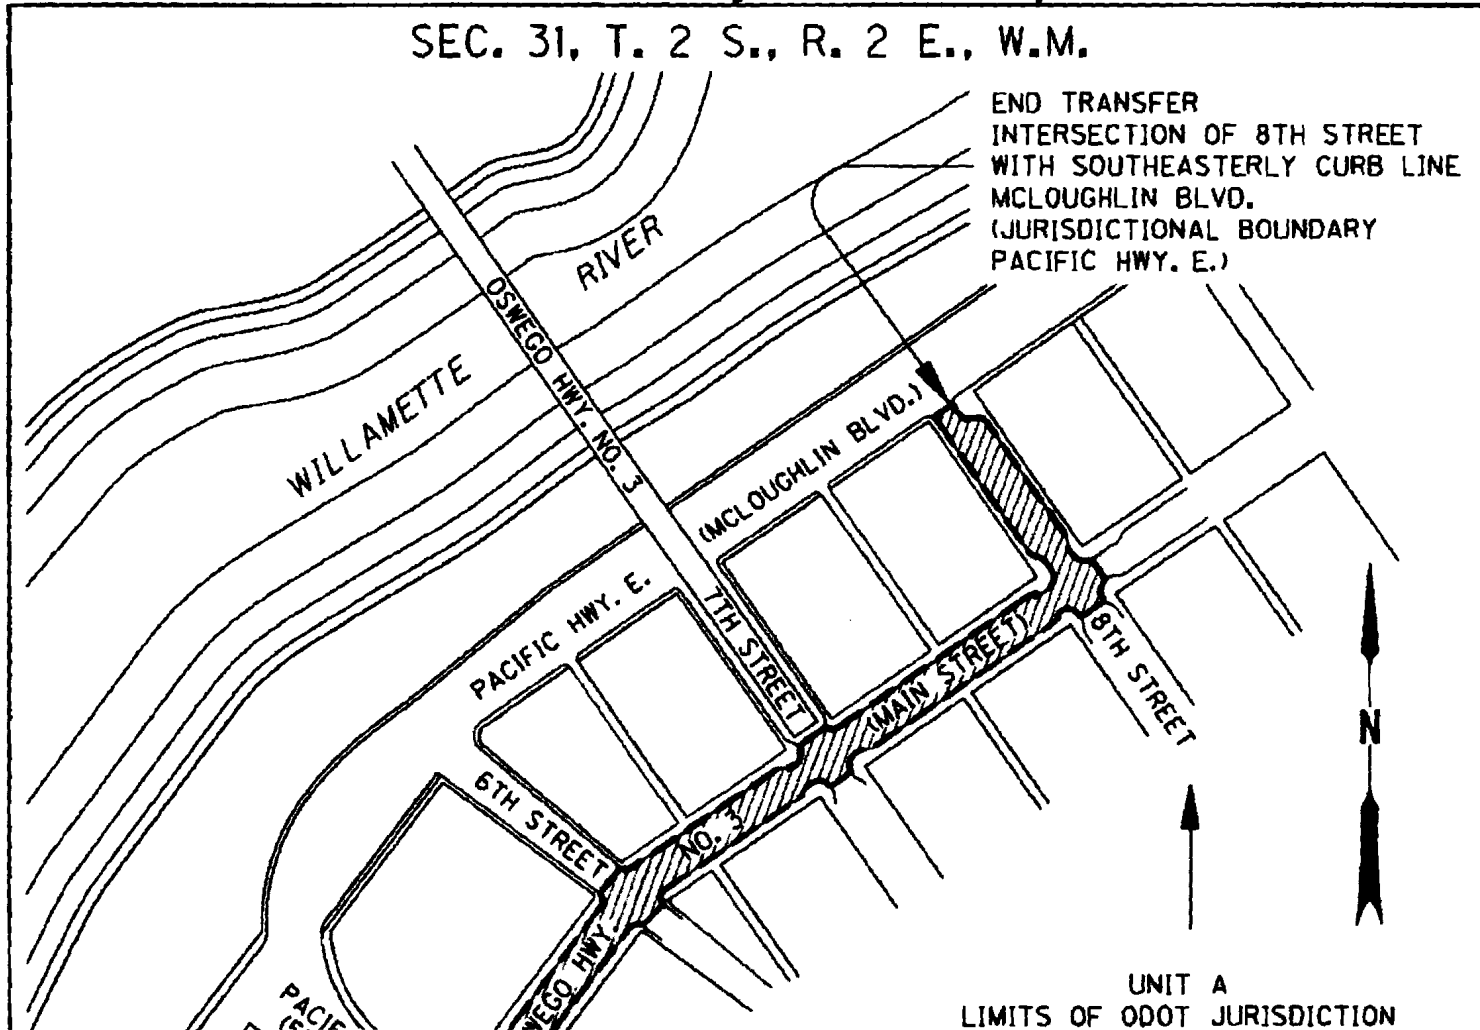 SEC. 31, T. 2 S., R. 2 E., W.M.
END TRANSFER
INTERSECTION OF 8TH STREET
WITH SOUTHEASTERLY CURB LINE
MCLOUGHLIN BLVD.
(JURISDICTIONAL BOUNDARY
PACIFIC HWY. E.)
WILLAMETTE
RIVER
OSWEGO HWY. NO. 3
(MCLOUGHLIN BLVD.)
PACIFIC HWY. E.
7TH STREET
6TH STREET
(MAIN STREET)
8TH STREET
NO. 3
HWY.
N
UNIT A
LIMITS OF ODOT JURISDICTION